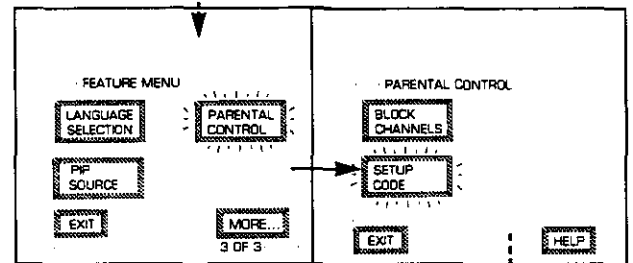 FEATURE MENU
LANGUAGE
SELECTION
PARENTAL
CONTROL
PIP
SOURCE
EXIT
MORE...
3 OF 3
PARENTAL CONTROL
BLOCK
CHANNELS
SETUP
CODE
EXIT
HELP